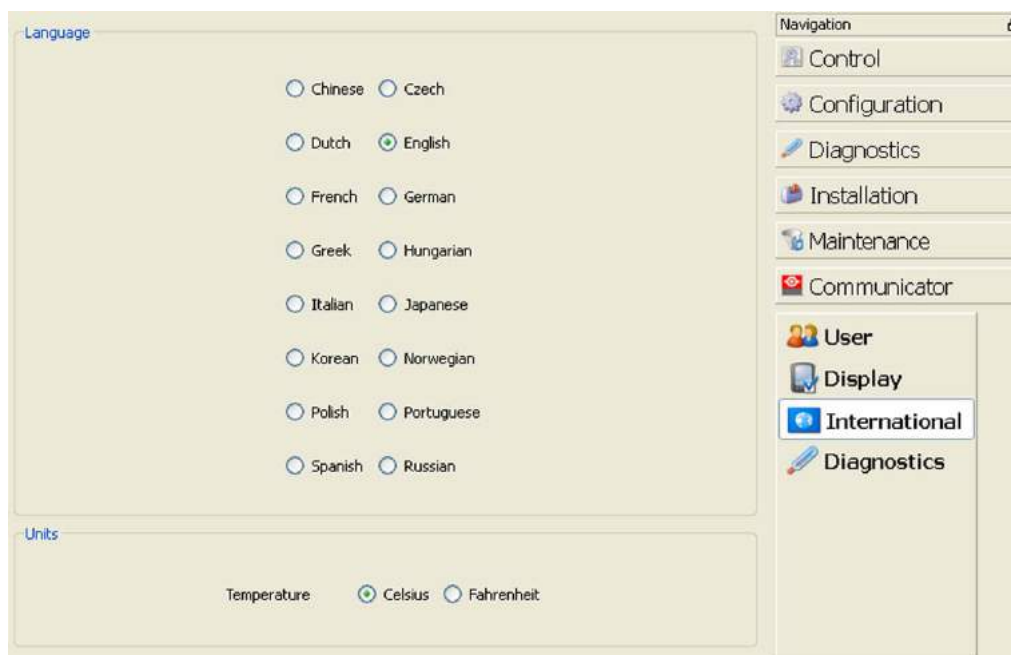 Language
Chinese Czech
Dutch English
French German
Greek Hungarian
Italian Japanese
Korean Norwegian
Polish Portuguese
Spanish Russian
Units
Temperature Celsius Fahrenheit
Navigation
Control
Configuration
Diagnostics
Installation
Maintenance
Communicator
User
Display
International
Diagnostics